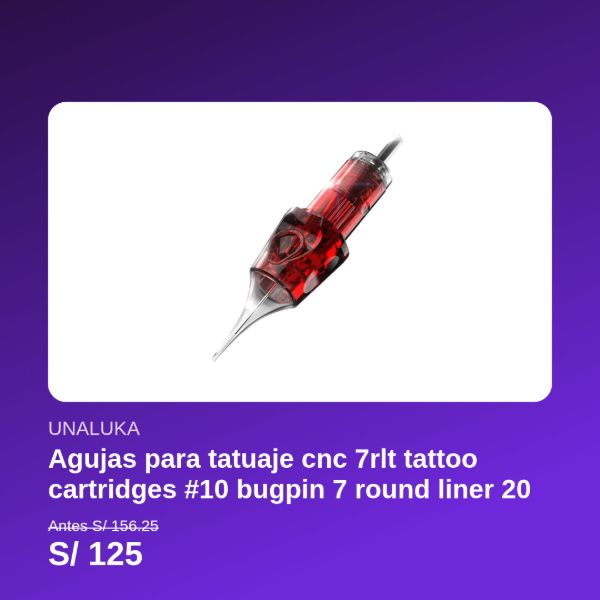 UNALUKA
Agujas para tatuaje cnc 7rlt tattoo
cartridges #10 bugpin 7 round liner 20
Antes S/ 156.25
S/ 125